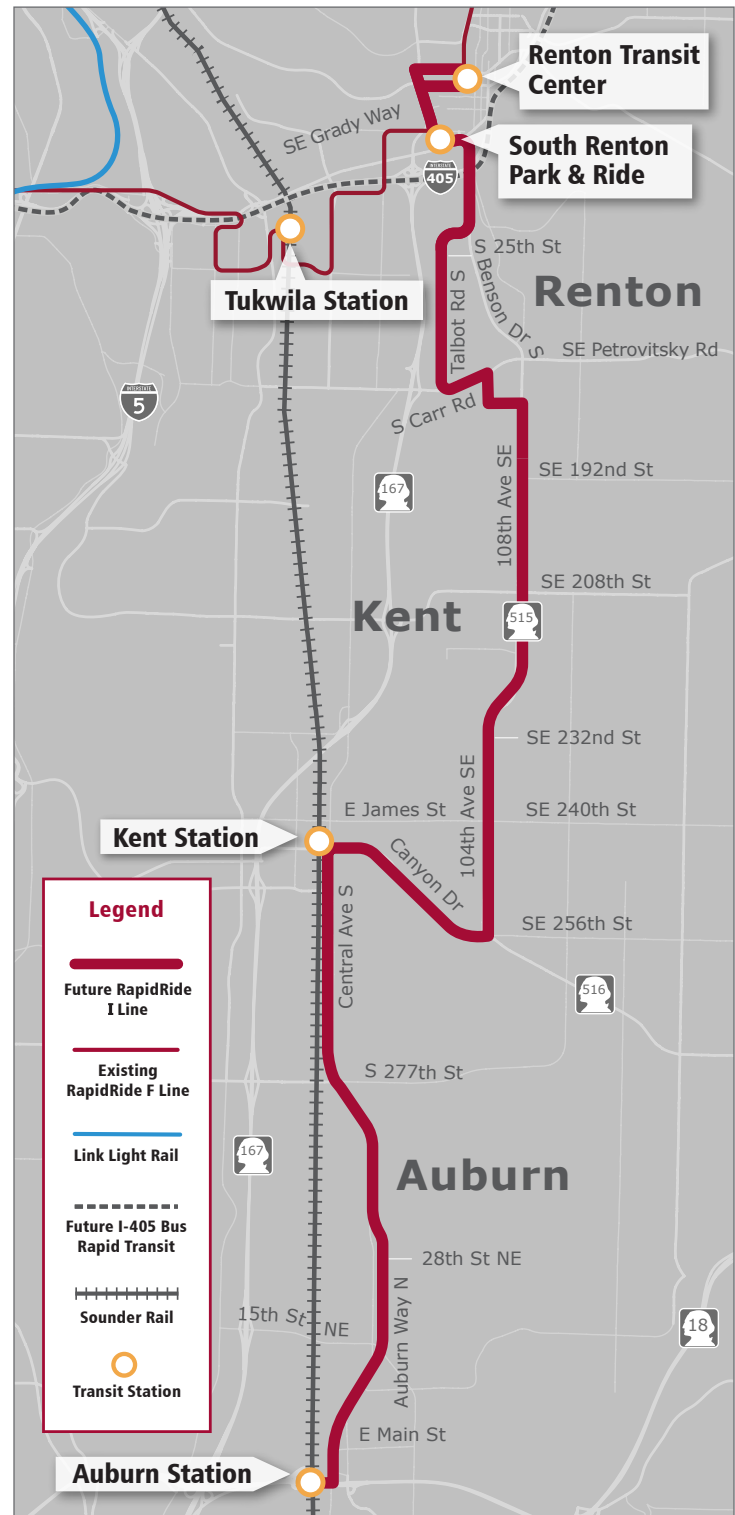 Renton Transit
Center
SE Grady Way
South Renton
Park & Ride
INTERSTATE
405
S 25th St
Tukwila Station
Talbot Rd S
Benson Dr S
Renton
SE Petrovitsky Rd
INTERSTATE
5
S Carr Rd
167
108th Ave SE
SE 192nd St
SE 208th St
Kent
515
SE 232nd St
104th Ave SE
E James St
SE 240th St
Kent Station
Canyon Dr
Central Ave S
SE 256th St
516
Legend
Future RapidRide
I Line
Existing
RapidRide F Line
Link Light Rail
Future I-405 Bus
Rapid Transit
Sounder Rail
Transit Station
S 277th St
167
Auburn
28th St NE
15th St NE
Auburn Way N
18
E Main St
Auburn Station